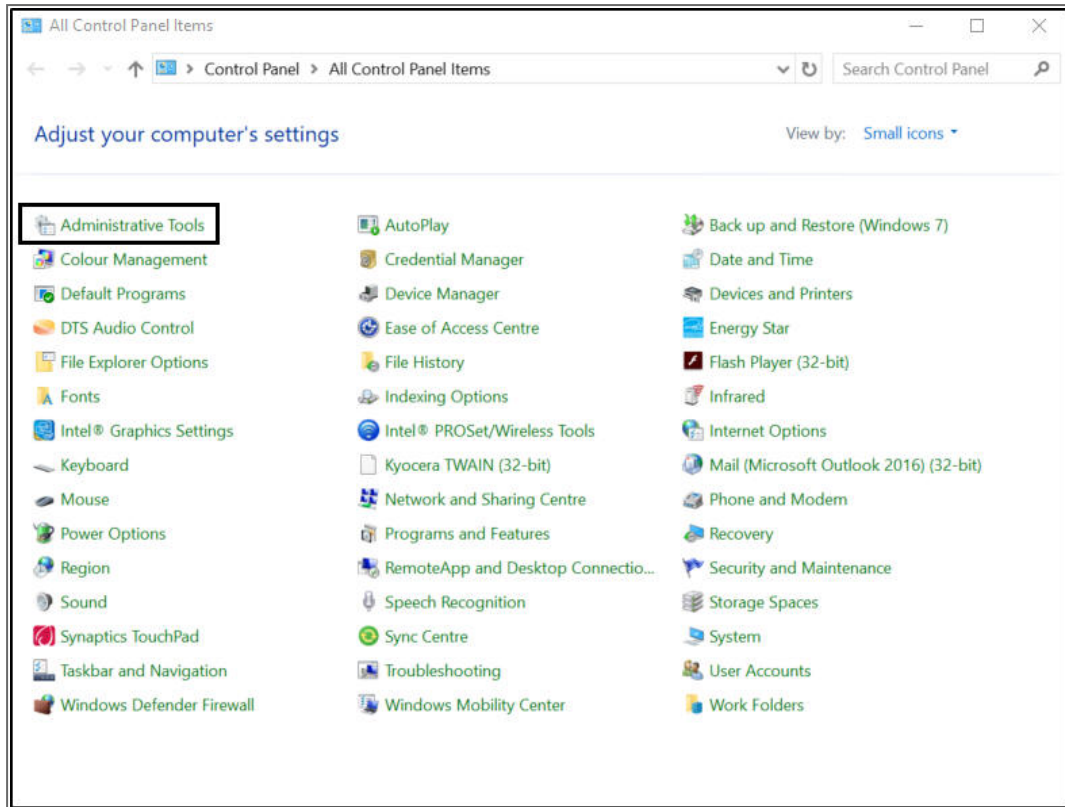 All Control Panel Items
Control Panel > All Control Panel Items
Search Control Panel
Adjust your computer's settings
View by: Small icons
Administrative Tools AutoPlay Back up and Restore (Windows 7)
Colour Management Credential Manager Date and Time
Default Programs Device Manager Devices and Printers
DTS Audio Control Ease of Access Centre Energy Star
File Explorer Options File History Flash Player (32-bit)
Fonts Indexing Options Infrared
Intel® Graphics Settings Intel® PROSet/Wireless Tools Internet Options
Keyboard Kyocera TWAIN (32-bit) Mail (Microsoft Outlook 2016) (32-bit)
Mouse Network and Sharing Centre Phone and Modem
Power Options Programs and Features Recovery
Region RemoteApp and Desktop Connectio... Security and Maintenance
Sound Speech Recognition Storage Spaces
Synaptics TouchPad Sync Centre System
Taskbar and Navigation Troubleshooting User Accounts
Windows Defender Firewall Windows Mobility Center Work Folders